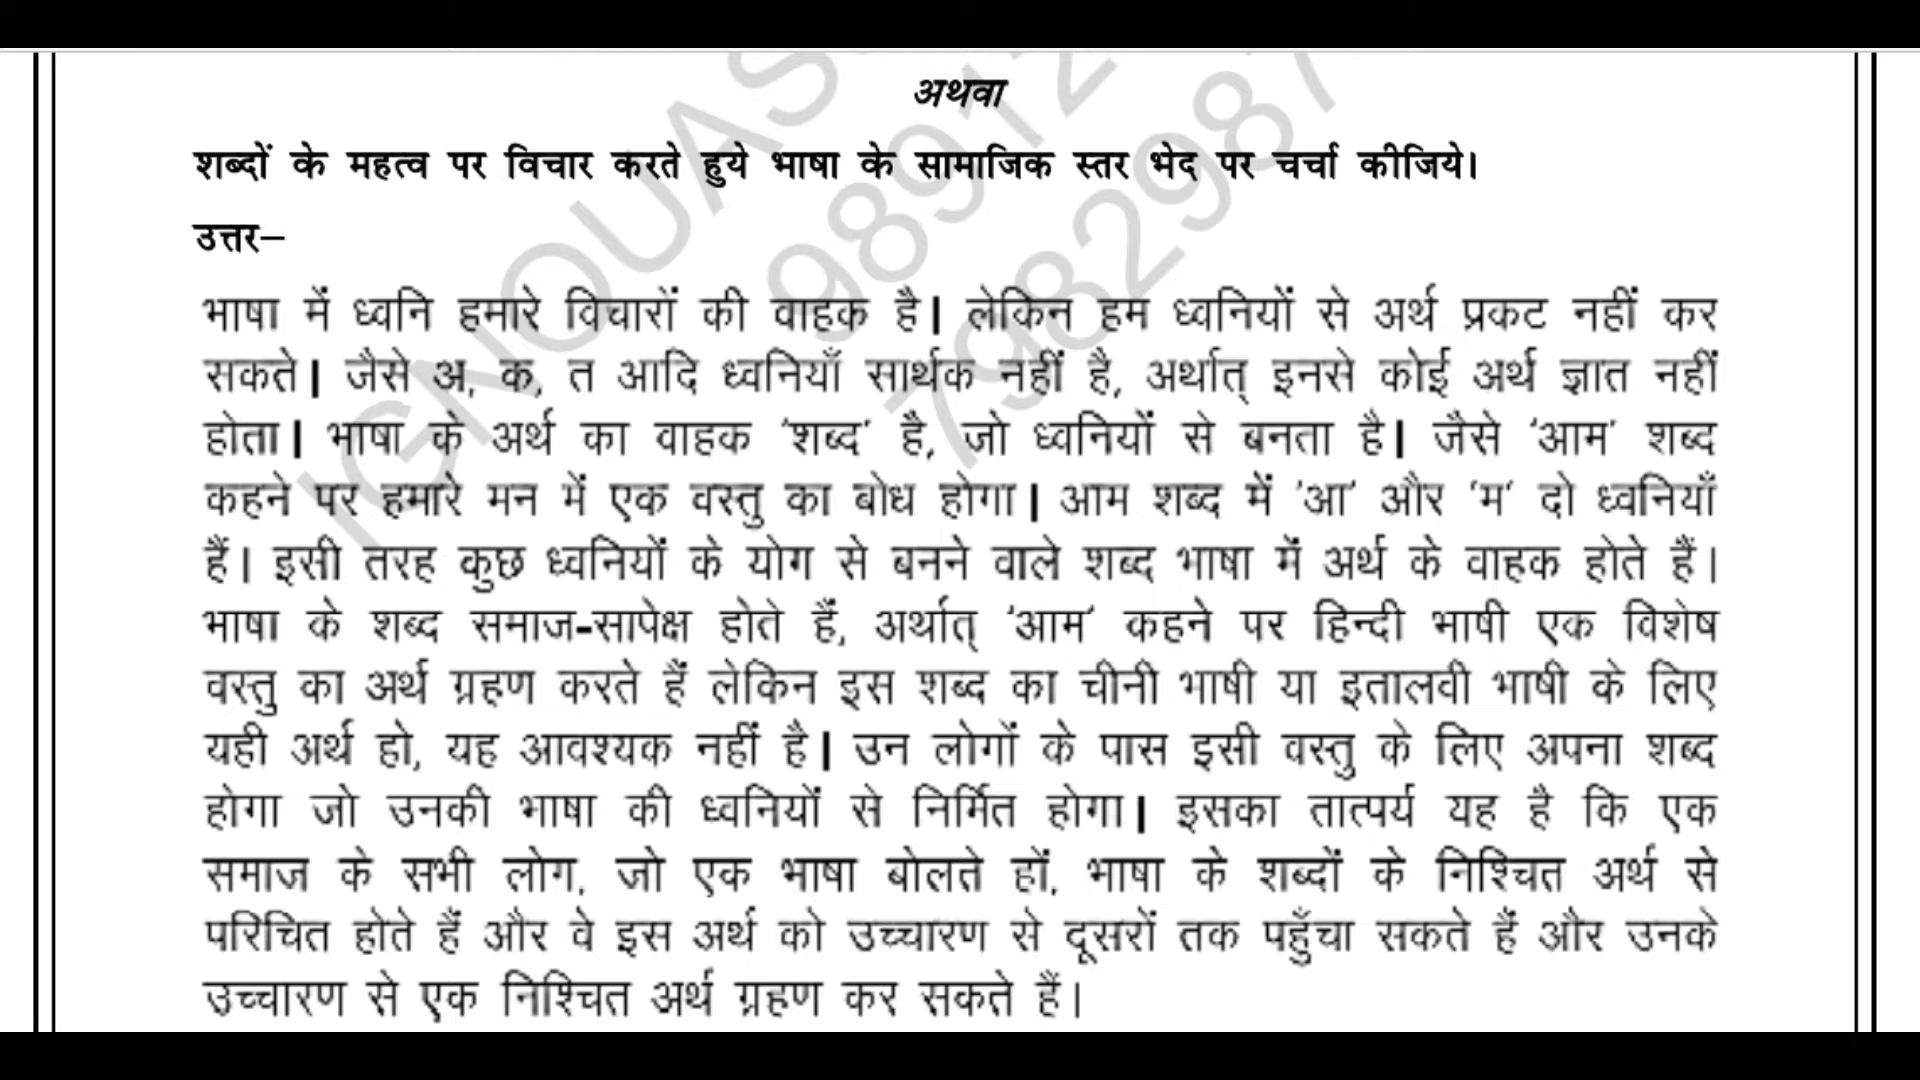 अथवा
शब्दों के महत्व पर विचार करते हुये भाषा के सामाजिक स्तर भेद पर चर्चा कीजिये।
उत्तर–
भाषा में ध्वनि हमारे विचारों की वाहक है| लेकिन हम ध्वनियों से अर्थ प्रकट नहीं कर
सकते| जैसे अ, क, त आदि ध्वनियाँ सार्थक नहीं है, अर्थात् इनसे कोई अर्थ ज्ञात नहीं
होता| भाषा के अर्थ का वाहक 'शब्द' है, जो ध्वनियों से बनता है| जैसे 'आम' शब्द
कहने पर हमारे मन में एक वस्तु का बोध होगा| आम शब्द में 'आ' और 'म' दो ध्वनियाँ
हैं। इसी तरह कुछ ध्वनियों के योग से बनने वाले शब्द भाषा में अर्थ के वाहक होते हैं।
भाषा के शब्द समाज-सापेक्ष होते हैं, अर्थात् 'आम' कहने पर हिन्दी भाषी एक विशेष
वस्तु का अर्थ ग्रहण करते हैं लेकिन इस शब्द का चीनी भाषी या इतालवी भाषी के लिए
यही अर्थ हो, यह आवश्यक नहीं है| उन लोगों के पास इसी वस्तु के लिए अपना शब्द
होगा जो उनकी भाषा की ध्वनियों से निर्मित होगा| इसका तात्पर्य यह है कि एक
समाज के सभी लोग, जो एक भाषा बोलते हों, भाषा के शब्दों के निश्चित अर्थ से
परिचित होते हैं और वे इस अर्थ को उच्चारण से दूसरों तक पहुँचा सकते हैं और उनके
उच्चारण से एक निश्चित अर्थ ग्रहण कर सकते हैं।